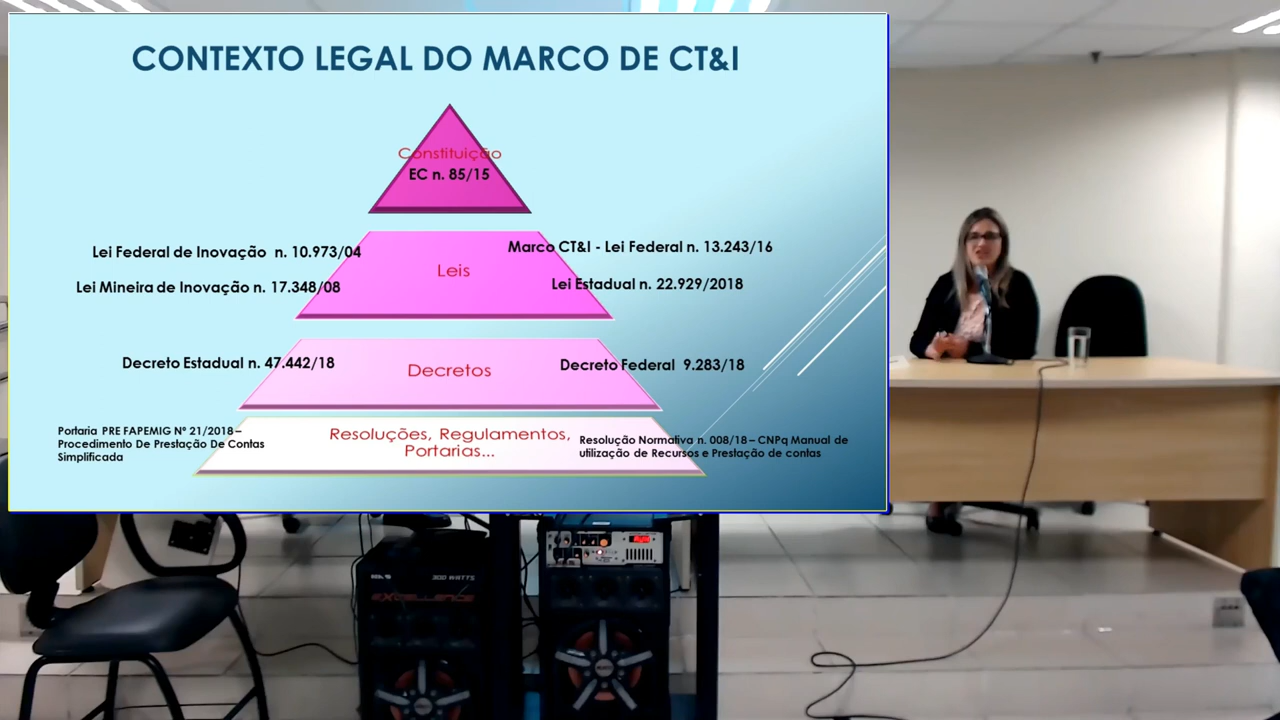 CONTEXTO LEGAL DO MARCO DE CT&I
Constituição
EC n. 85/15
Lei Federal de Inovação n. 10.973/04
Marco CT&I - Lei Federal n. 13.243/16
Leis
Lei Mineira de Inovação n. 17.348/08
Lei Estadual n. 22.929/2018
Decreto Estadual n. 47.442/18
Decretos
Decreto Federal 9.283/18
Portaria PRE FAPEMIG Nº 21/2018 –
Procedimento De Prestação De Contas
Simplificada
Resoluções, Regulamentos,
Portarias...
Resolução Normativa n. 008/18 – CNPq Manual de
utilização de Recursos e Prestação de contas
300 WATTS
EXCELLENCE